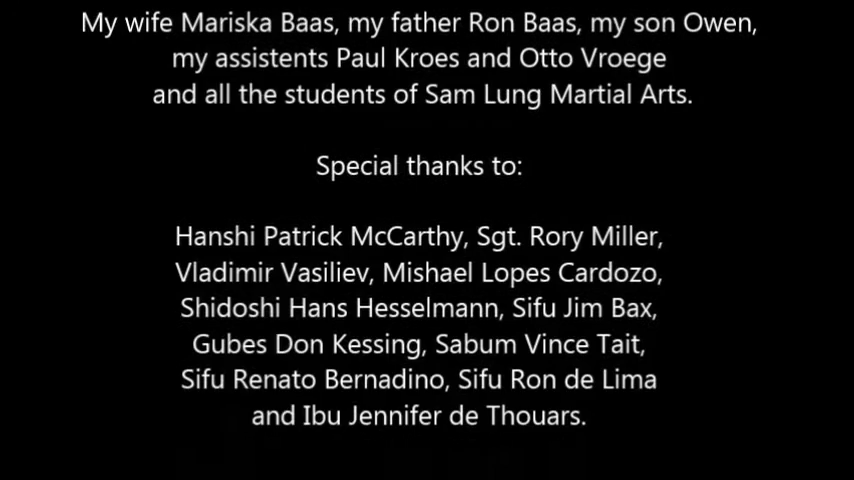 My wife Mariska Baas, my father Ron Baas, my son Owen,
my assistents Paul Kroes and Otto Vroege
and all the students of Sam Lung Martial Arts.
Special thanks to:
Hanshi Patrick McCarthy, Sgt. Rory Miller,
Vladimir Vasiliev, Mishael Lopes Cardozo,
Shidoshi Hans Hesselmann, Sifu Jim Bax,
Gubes Don Kessing, Sabum Vince Tait,
Sifu Renato Bernadino, Sifu Ron de Lima
and Ibu Jennifer de Thouars.